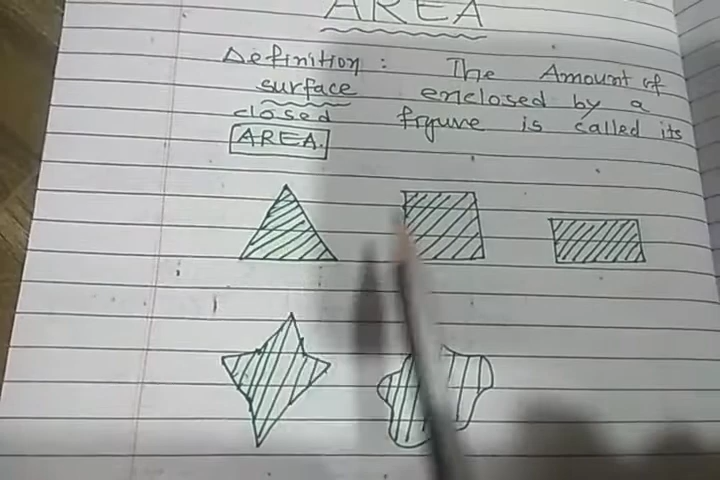 AREA
Definition : The Amount of
surface enclosed by a
closed figure is called its
AREA.